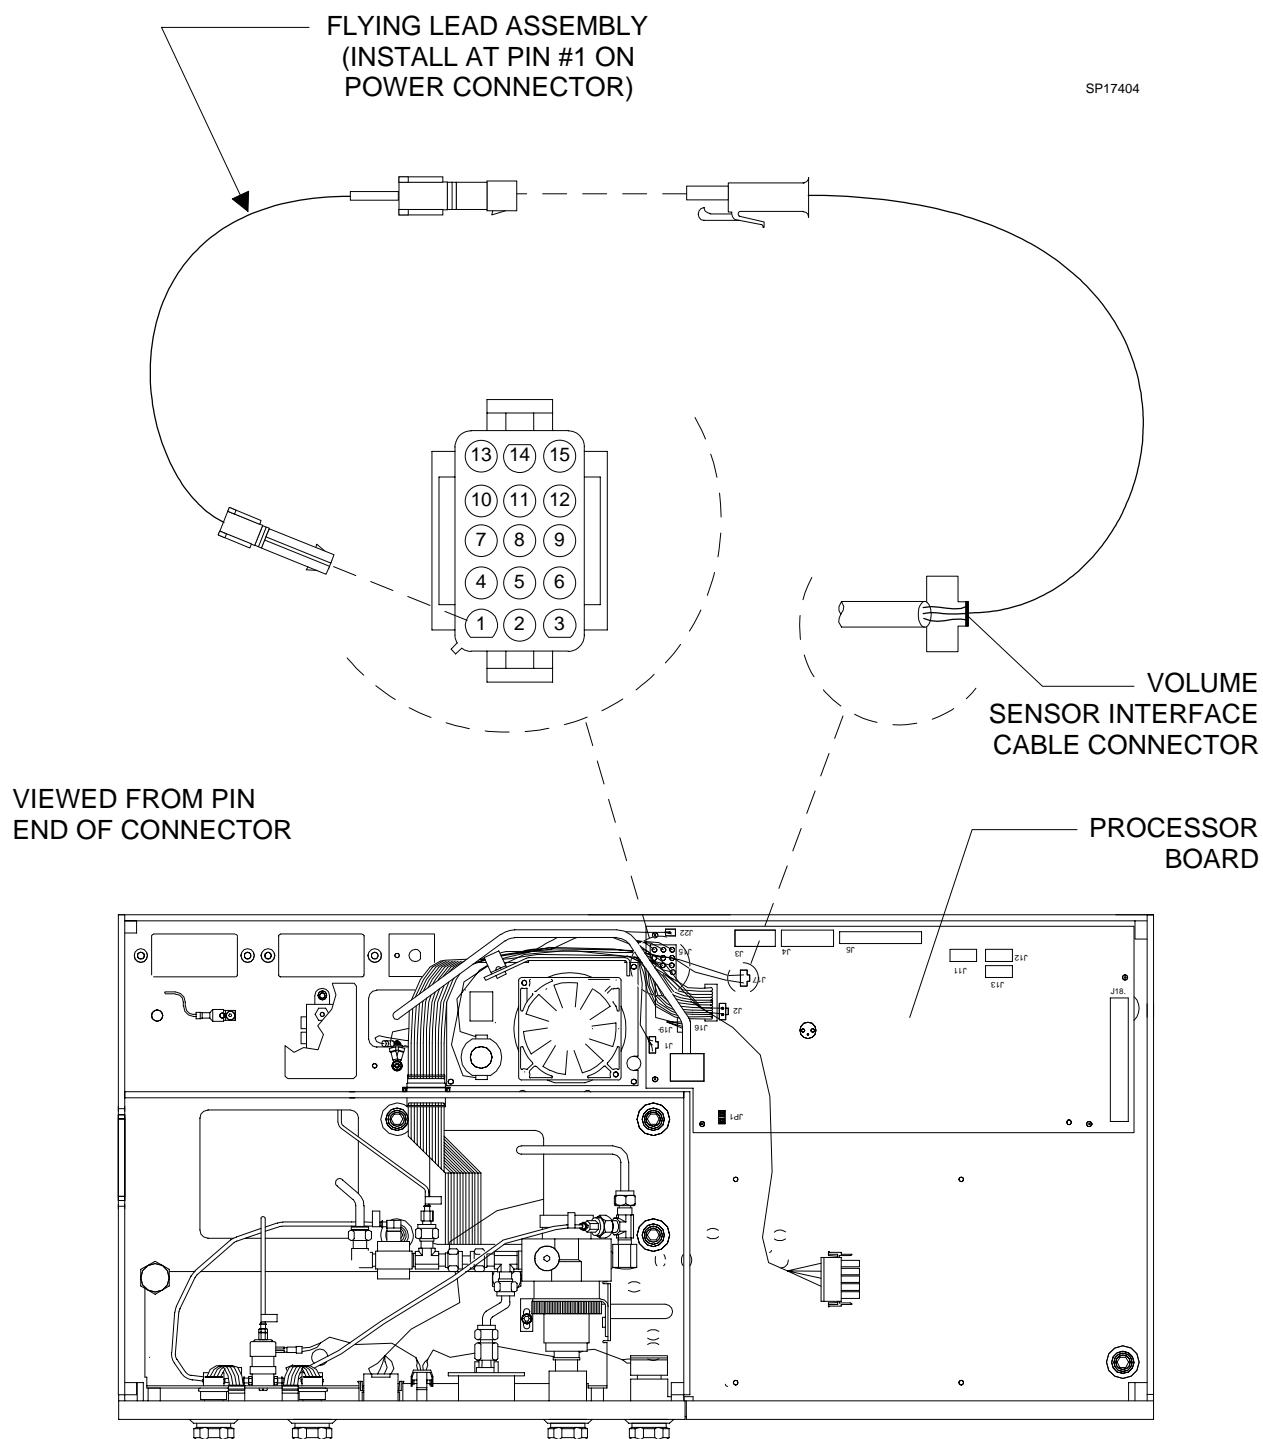 FLYING LEAD ASSEMBLY
(INSTALL AT PIN #1 ON
POWER CONNECTOR)
SP17404
13 14 15
10 11 12
7 8 9
4 5 6
1 2 3
VOLUME
SENSOR INTERFACE
CABLE CONNECTOR
VIEWED FROM PIN
END OF CONNECTOR
PROCESSOR
BOARD
J22
J15
J3
J4
J5
J11
J12
J13
J17
J18.
J2
J16
J19
J1
JP1